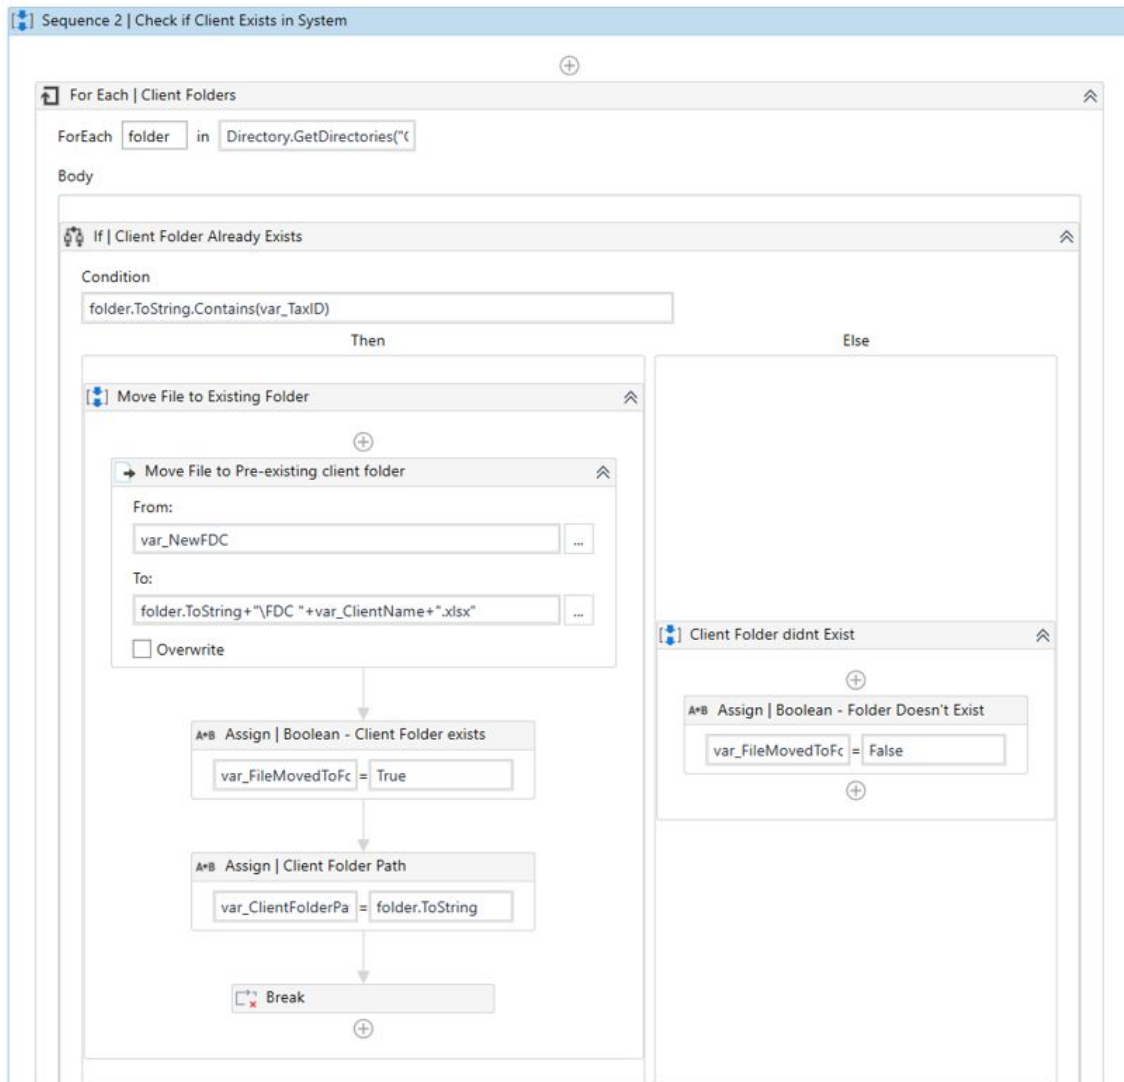 Sequence 2 | Check if Client Exists in System
For Each | Client Folders
ForEach folder in Directory.GetDirectories("(
Body
If | Client Folder Already Exists
Condition
folder.ToString.Contains(var_TaxID)
Then
Else
Move File to Existing Folder
Move File to Pre-existing client folder
From:
var_NewFDC ...
To:
folder.ToString+"\FDC "+var_ClientName+".xlsx" ...
Overwrite
A*B Assign | Boolean - Client Folder exists
var_FileMovedToFc = True
A*B Assign | Client Folder Path
var_ClientFolderPa = folder.ToString
Break
Client Folder didnt Exist
A*B Assign | Boolean - Folder Doesn't Exist
var_FileMovedToFc = False